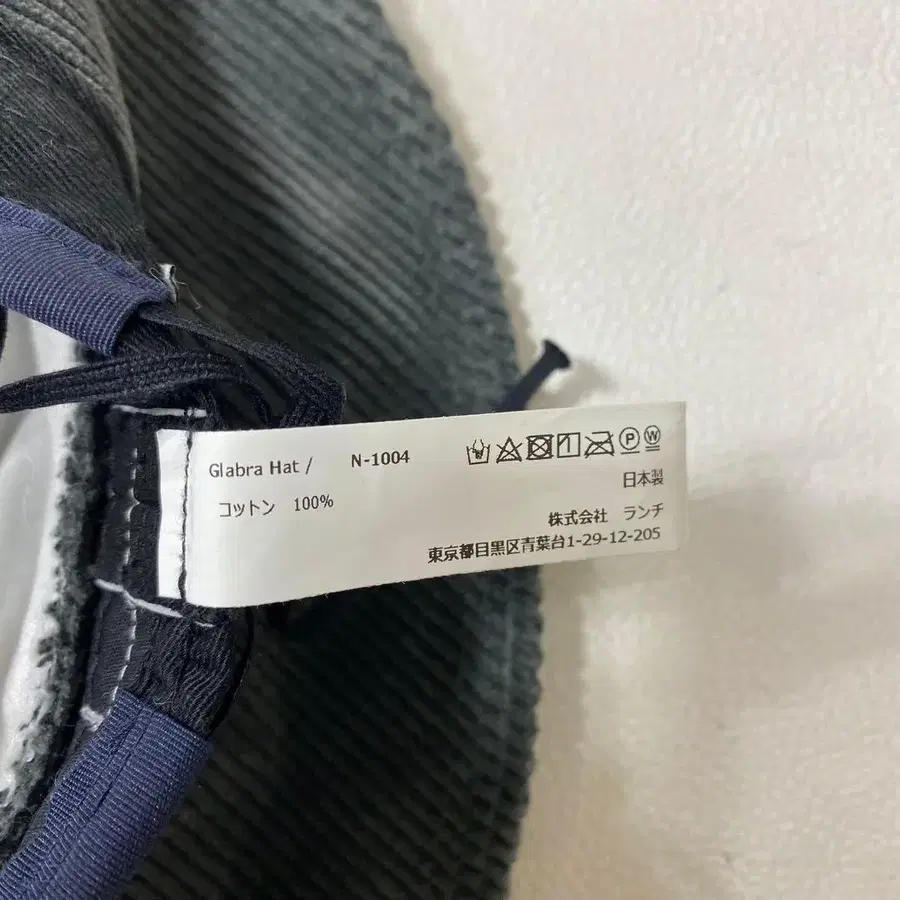 Glabra Hat / N-1004
コットン 100%
P W
日本製
株式会社 ランチ
東京都目黒区青葉台1-29-12-205